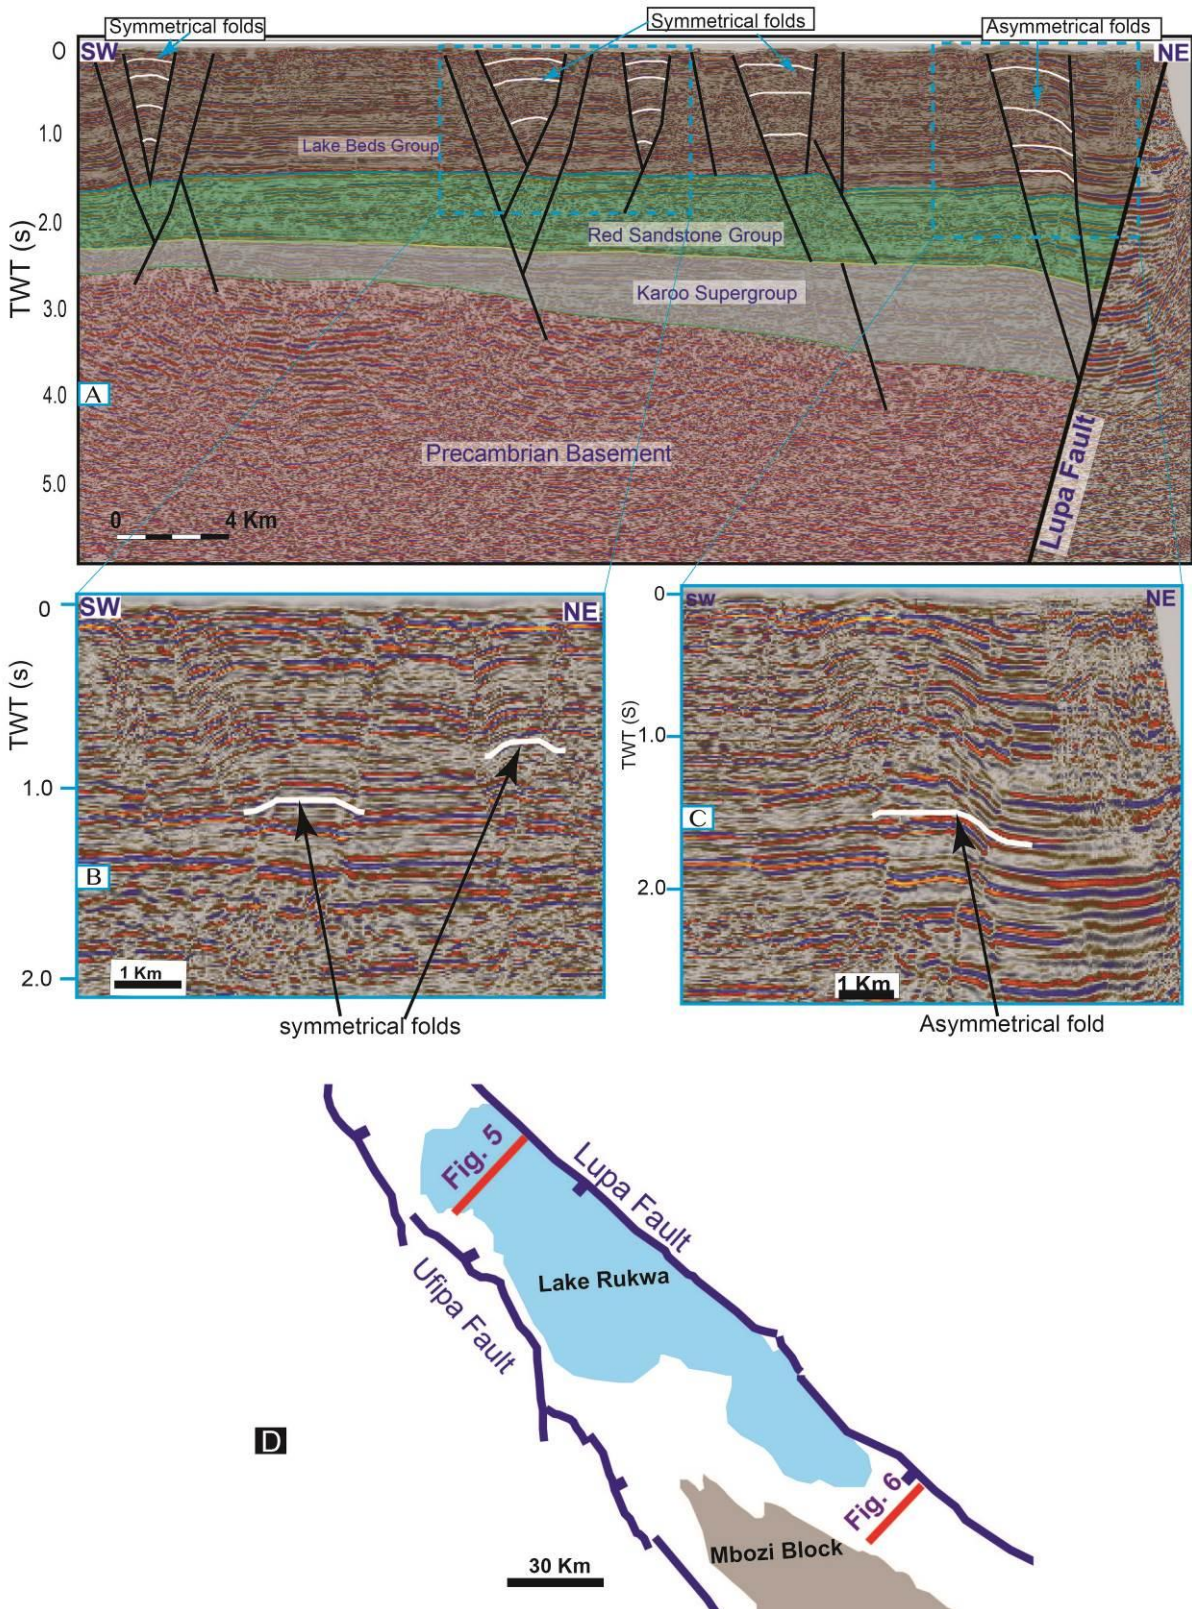 Symmetrical folds
Symmetrical folds
Asymmetrical folds
SW
NE
0
1.0
2.0
3.0
4.0
5.0
TWT (s)
Lake Beds Group
Red Sandstone Group
Karoo Supergroup
A
Precambrian Basement
Lupa Fault
0 4 Km
SW
NE
0
1.0
2.0
TWT (s)
B
1 Km
symmetrical folds
sw
NE
0
1.0
2.0
TWT (S)
C
1 Km
Asymmetrical fold
Fig. 5
Lupa Fault
Lake Rukwa
Ufipa Fault
D
Fig. 6
Mbozi Block
30 Km